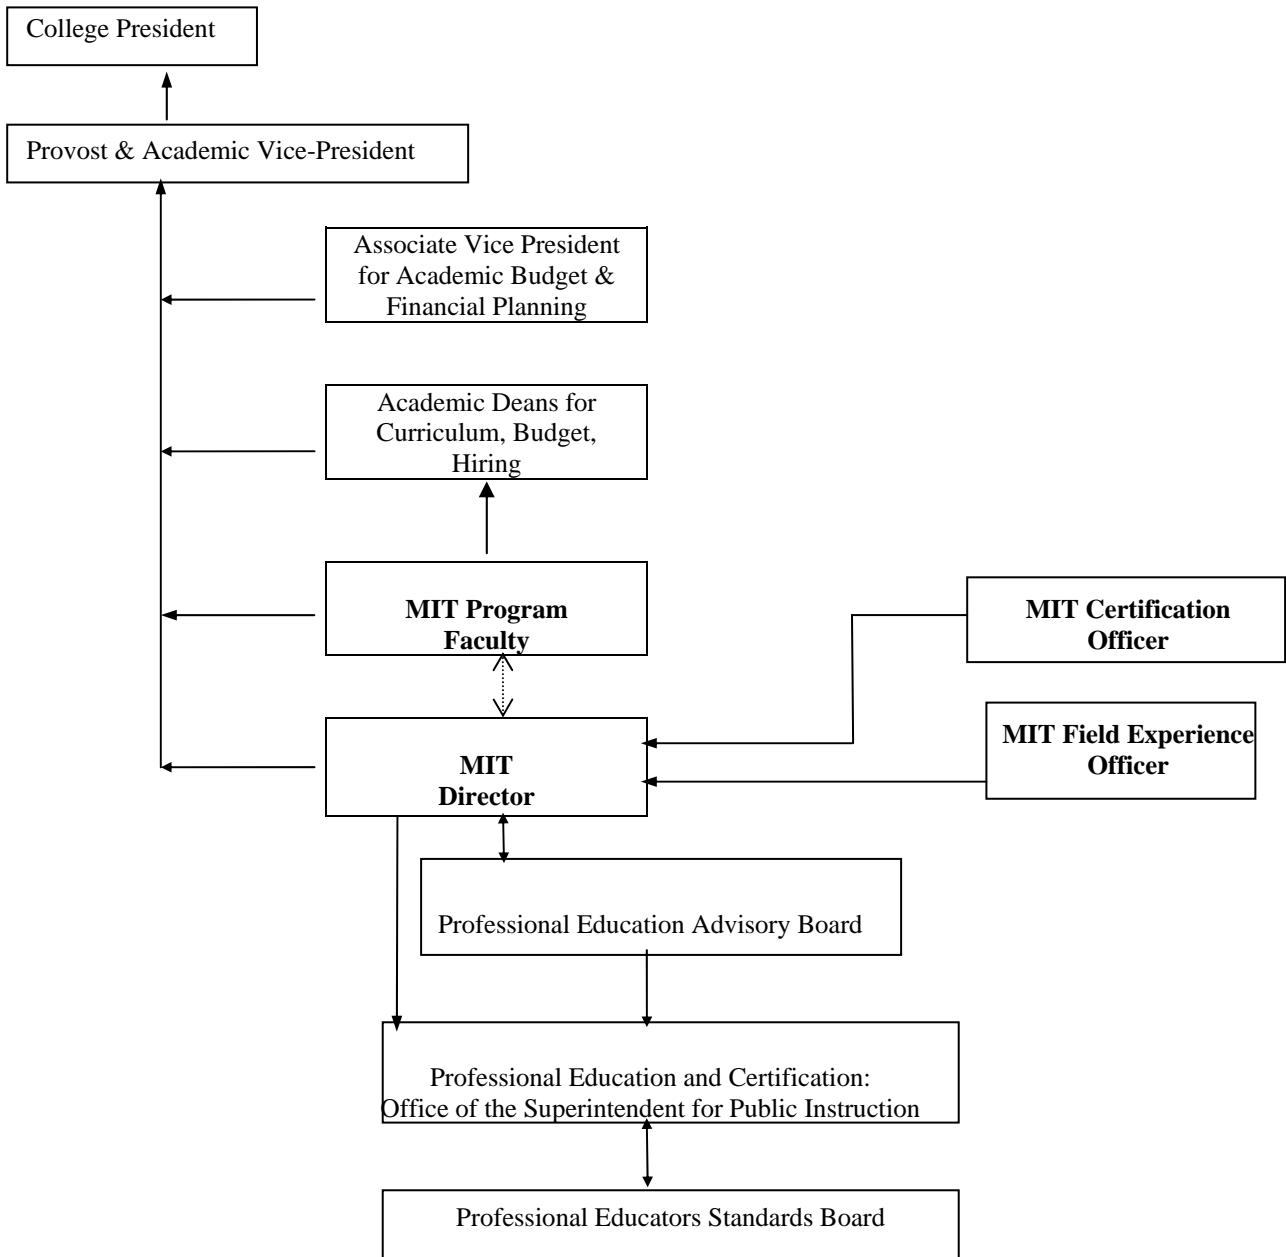 College President
Provost & Academic Vice-President
Associate Vice President
for Academic Budget &
Financial Planning
Academic Deans for
Curriculum, Budget,
Hiring
MIT Program
Faculty
MIT Certification
Officer
MIT Field Experience
Officer
MIT
Director
Professional Education Advisory Board
Professional Education and Certification:
Office of the Superintendent for Public Instruction
Professional Educators Standards Board